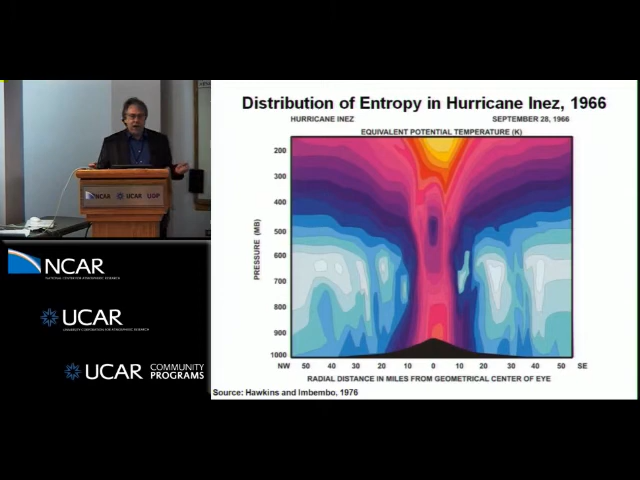 Distribution of Entropy in Hurricane Inez, 1966
HURRICANE INEZ SEPTEMBER 28, 1966
EQUIVALENT POTENTIAL TEMPERATURE (K)
PRESSURE (MB)
200
300
400
500
600
700
800
900
1000
NW 50 40 30 20 10 0 10 20 30 40 50 SE
RADIAL DISTANCE IN MILES FROM GEOMETRICAL CENTER OF EYE
Source: Hawkins and Imbembo, 1976
NCAR UCAR UOP
NCAR
NATIONAL CENTER FOR ATMOSPHERIC RESEARCH
UCAR
UNIVERSITY CORPORATION FOR ATMOSPHERIC RESEARCH
UCAR COMMUNITY
PROGRAMS